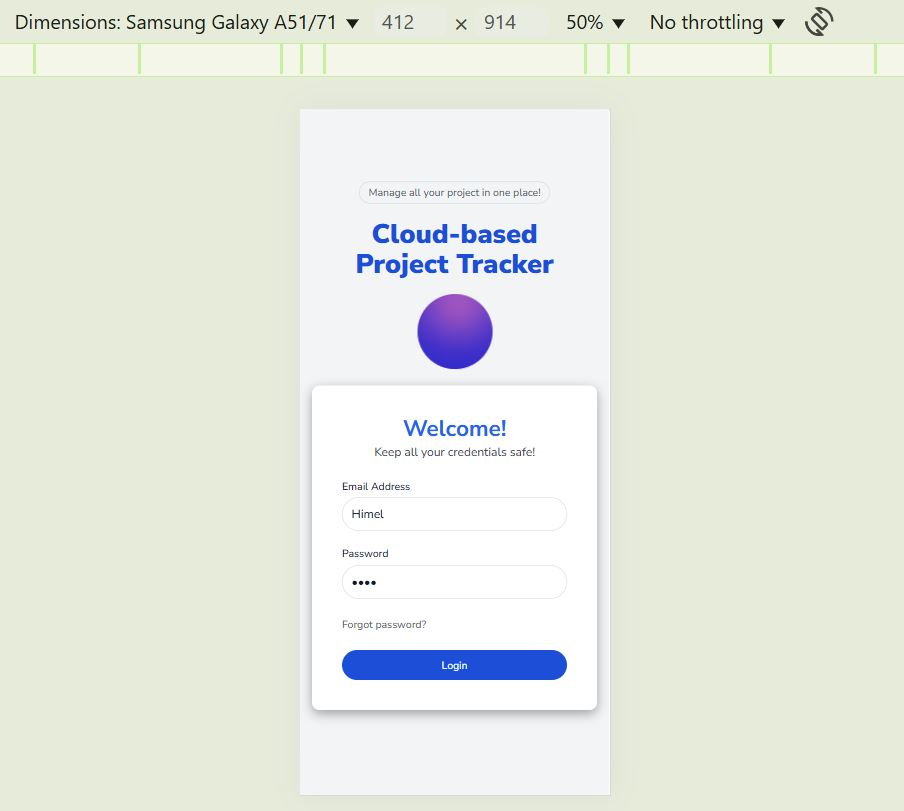 Dimensions: Samsung Galaxy A51/71 ▼ 412 × 914 50% ▼ No throttling ▼
Manage all your project in one place!
Cloud-based
Project Tracker
Welcome!
Keep all your credentials safe!
Email Address
Himel
Password
••••
Forgot password?
Login